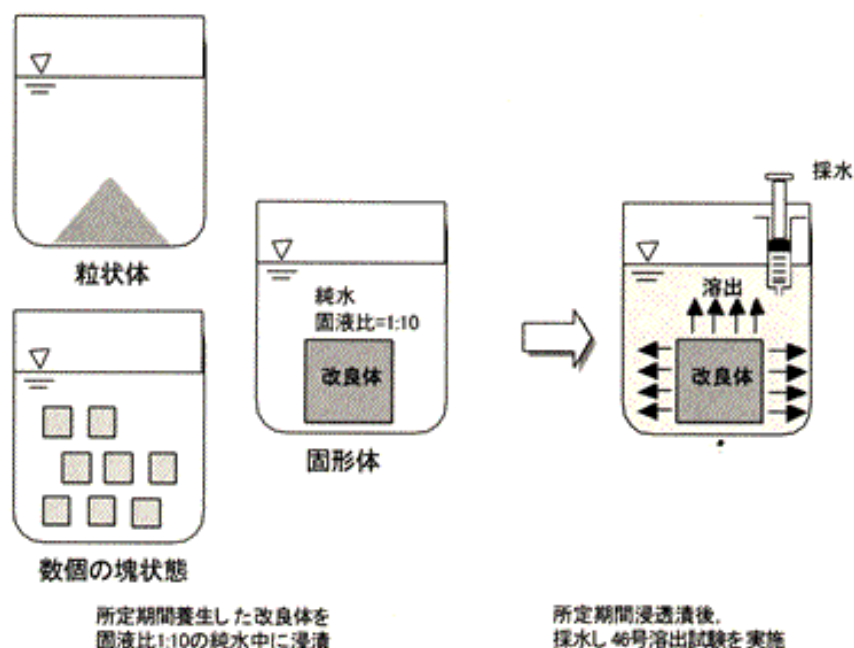 粒状体
数個の塊状態
純水
固液比=1:10
改良体
固形体
採水
溶出
改良体
所定期間養生した改良体を
固液比1:10の純水中に浸漬
所定期間浸透漬後,
採水し46号溶出試験を実施